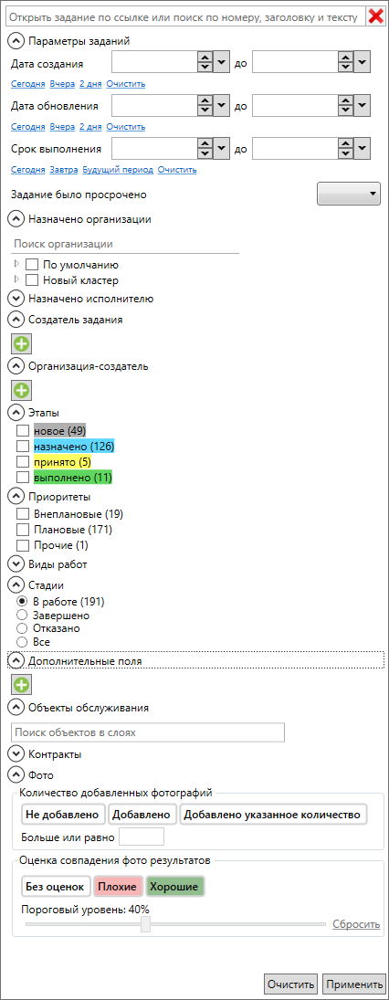 Открыть задание по ссылке или поиск по номеру, заголовку и тексту
Параметры заданий
Дата создания до
Сегодня Вчера 2 дня Очистить
Дата обновления до
Сегодня Вчера 2 дня Очистить
Срок выполнения до
Сегодня Завтра Будущий период Очистить
Задание было просрочено
Назначено организации
Поиск организации
По умолчанию
Новый кластер
Назначено исполнителю
Создатель задания
Организация-создатель
Этапы
новое (49)
назначено (126)
принято (5)
выполнено (11)
Приоритеты
Внеплановые (19)
Плановые (171)
Прочие (1)
Виды работ
Стадии
В работе (191)
Завершено
Отказано
Все
Дополнительные поля
Объекты обслуживания
Поиск объектов в слоях
Контракты
Фото
Количество добавленных фотографий
Не добавлено Добавлено Добавлено указанное количество
Больше или равно
Оценка совпадения фото результатов
Без оценок Плохие Хорошие
Пороговый уровень: 40%
Сбросить
Очистить Применить